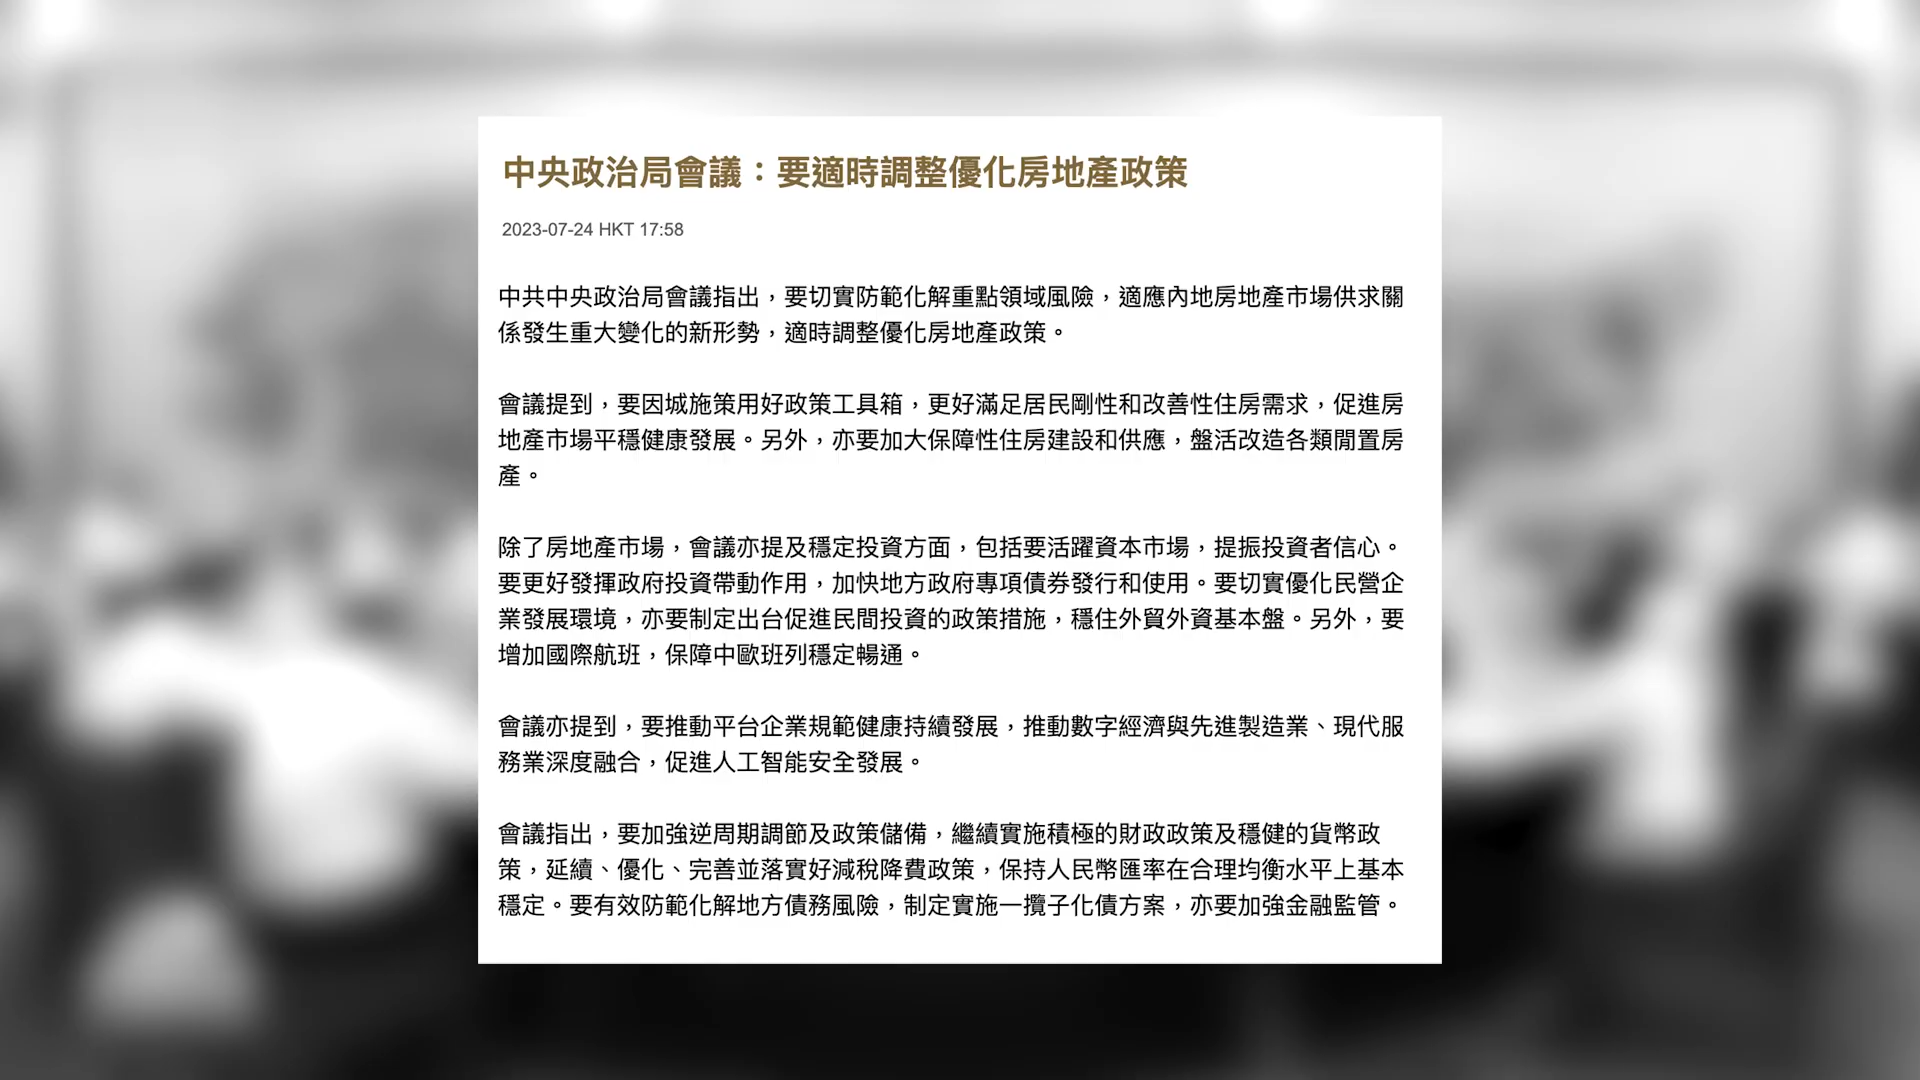 中央政治局會議：要適時調整優化房地產政策
2023-07-24 HKT 17:58
中共中央政治局會議指出，要切實防範化解重點領域風險，適應內地房地產市場供求關
係發生重大變化的新形勢，適時調整優化房地產政策。
會議提到，要因城施策用好政策工具箱，更好滿足居民剛性和改善性住房需求，促進房
地產市場平穩健康發展。另外，亦要加大保障性住房建設和供應，盤活改造各類閒置房
產。
除了房地產市場，會議亦提及穩定投資方面，包括要活躍資本市場，提振投資者信心。
要更好發揮政府投資帶動作用，加快地方政府專項債券發行和使用。要切實優化民營企
業發展環境，亦要制定出台促進民間投資的政策措施，穩住外貿外資基本盤。另外，要
增加國際航班，保障中歐班列穩定暢通。
會議亦提到，要推動平台企業規範健康持續發展，推動數字經濟與先進製造業、現代服
務業深度融合，促進人工智能安全發展。
會議指出，要加強逆周期調節及政策儲備，繼續實施積極的財政政策及穩健的貨幣政
策，延續、優化、完善並落實好減稅降費政策，保持人民幣匯率在合理均衡水平上基本
穩定。要有效防範化解地方債務風險，制定實施一攬子化債方案，亦要加強金融監管。